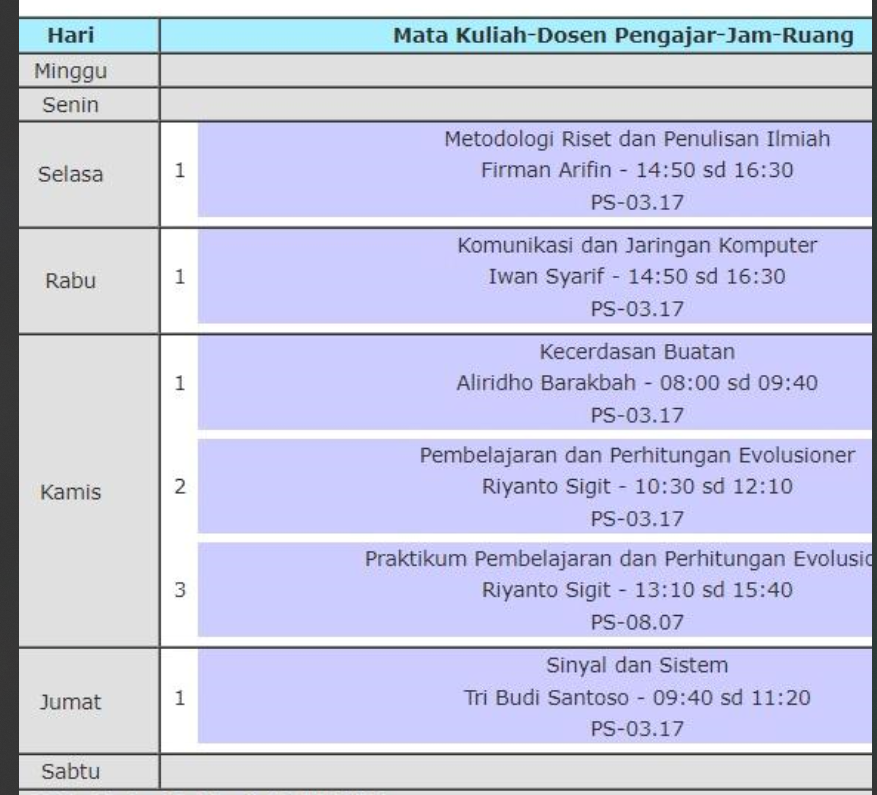 Hari Mata Kuliah-Dosen Pengajar-Jam-Ruang
Minggu
Senin
Selasa 1 Metodologi Riset dan Penulisan Ilmiah
Firman Arifin - 14:50 sd 16:30
PS-03.17
Rabu 1 Komunikasi dan Jaringan Komputer
Iwan Syarif - 14:50 sd 16:30
PS-03.17
Kamis 1 Kecerdasan Buatan
Aliridho Barakbah - 08:00 sd 09:40
PS-03.17
2 Pembelajaran dan Perhitungan Evolusioner
Riyanto Sigit - 10:30 sd 12:10
PS-03.17
3 Praktikum Pembelajaran dan Perhitungan
Riyanto Sigit - 13:10 sd 15:40
PS-08.07
Jumat 1 Sinyal dan Sistem
Tri Budi Santoso - 09:40 sd 11:20
PS-03.17
Sabtu